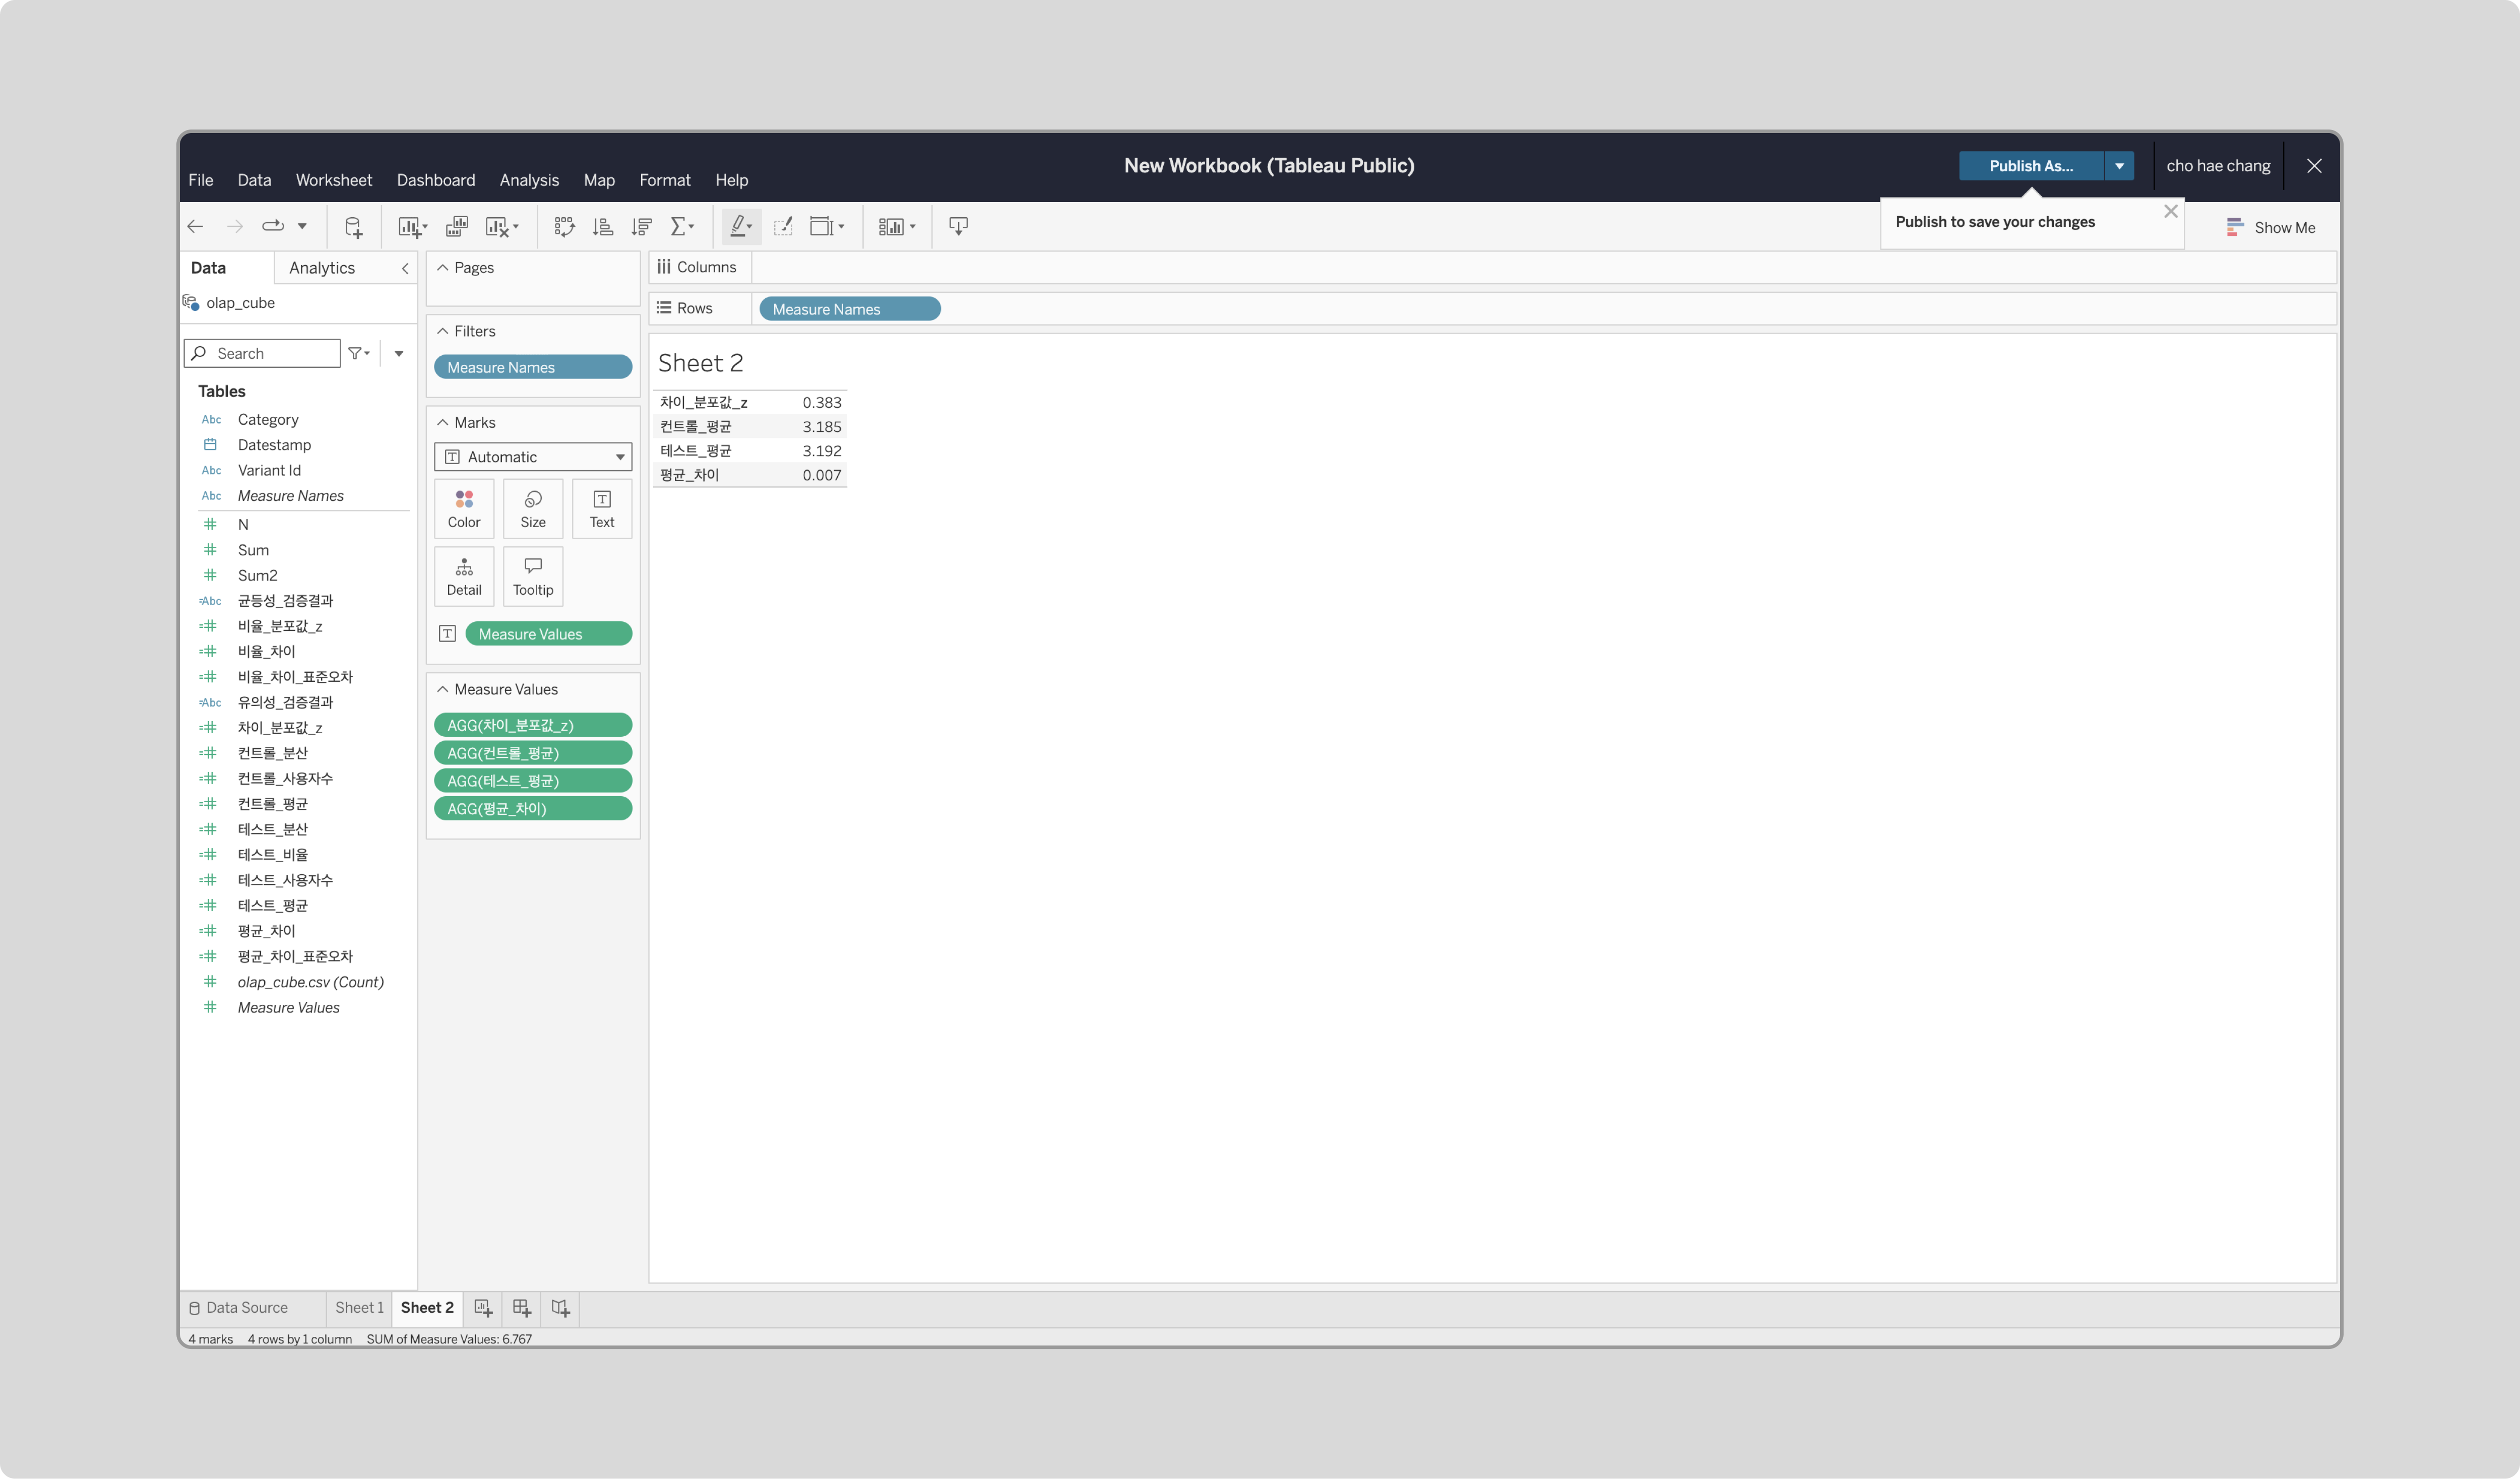 New Workbook (Tableau Public)
Publish As...
cho hae chang
File Data Worksheet Dashboard Analysis Map Format Help
Publish to save your changes
Show Me
Data
Analytics
olap_cube
Search
Tables
Abc Category
Datestamp
Abc Variant Id
Abc Measure Names
N
Sum
Sum2
=Abc 균등성_검증결과
비율_분포값_z
비율_차이
비율_차이_표준오차
=Abc 유의성_검증결과
차이_분포값_z
컨트롤_분산
컨트롤_사용자수
컨트롤_평균
테스트_분산
테스트_비율
테스트_사용자수
테스트_평균
평균_차이
평균_차이_표준오차
olap_cube.csv (Count)
Measure Values
Pages
Filters
Measure Names
Marks
Automatic
Color Size Text
Detail Tooltip
Measure Values
Measure Values
AGG(차이_분포값_z)
AGG(컨트롤_평균)
AGG(테스트_평균)
AGG(평균_차이)
Columns
Rows Measure Names
Sheet 2
차이_분포값_z 0.383
컨트롤_평균 3.185
테스트_평균 3.192
평균_차이 0.007
Data Source Sheet 1 Sheet 2
4 marks 4 rows by 1 column SUM of Measure Values: 6.767